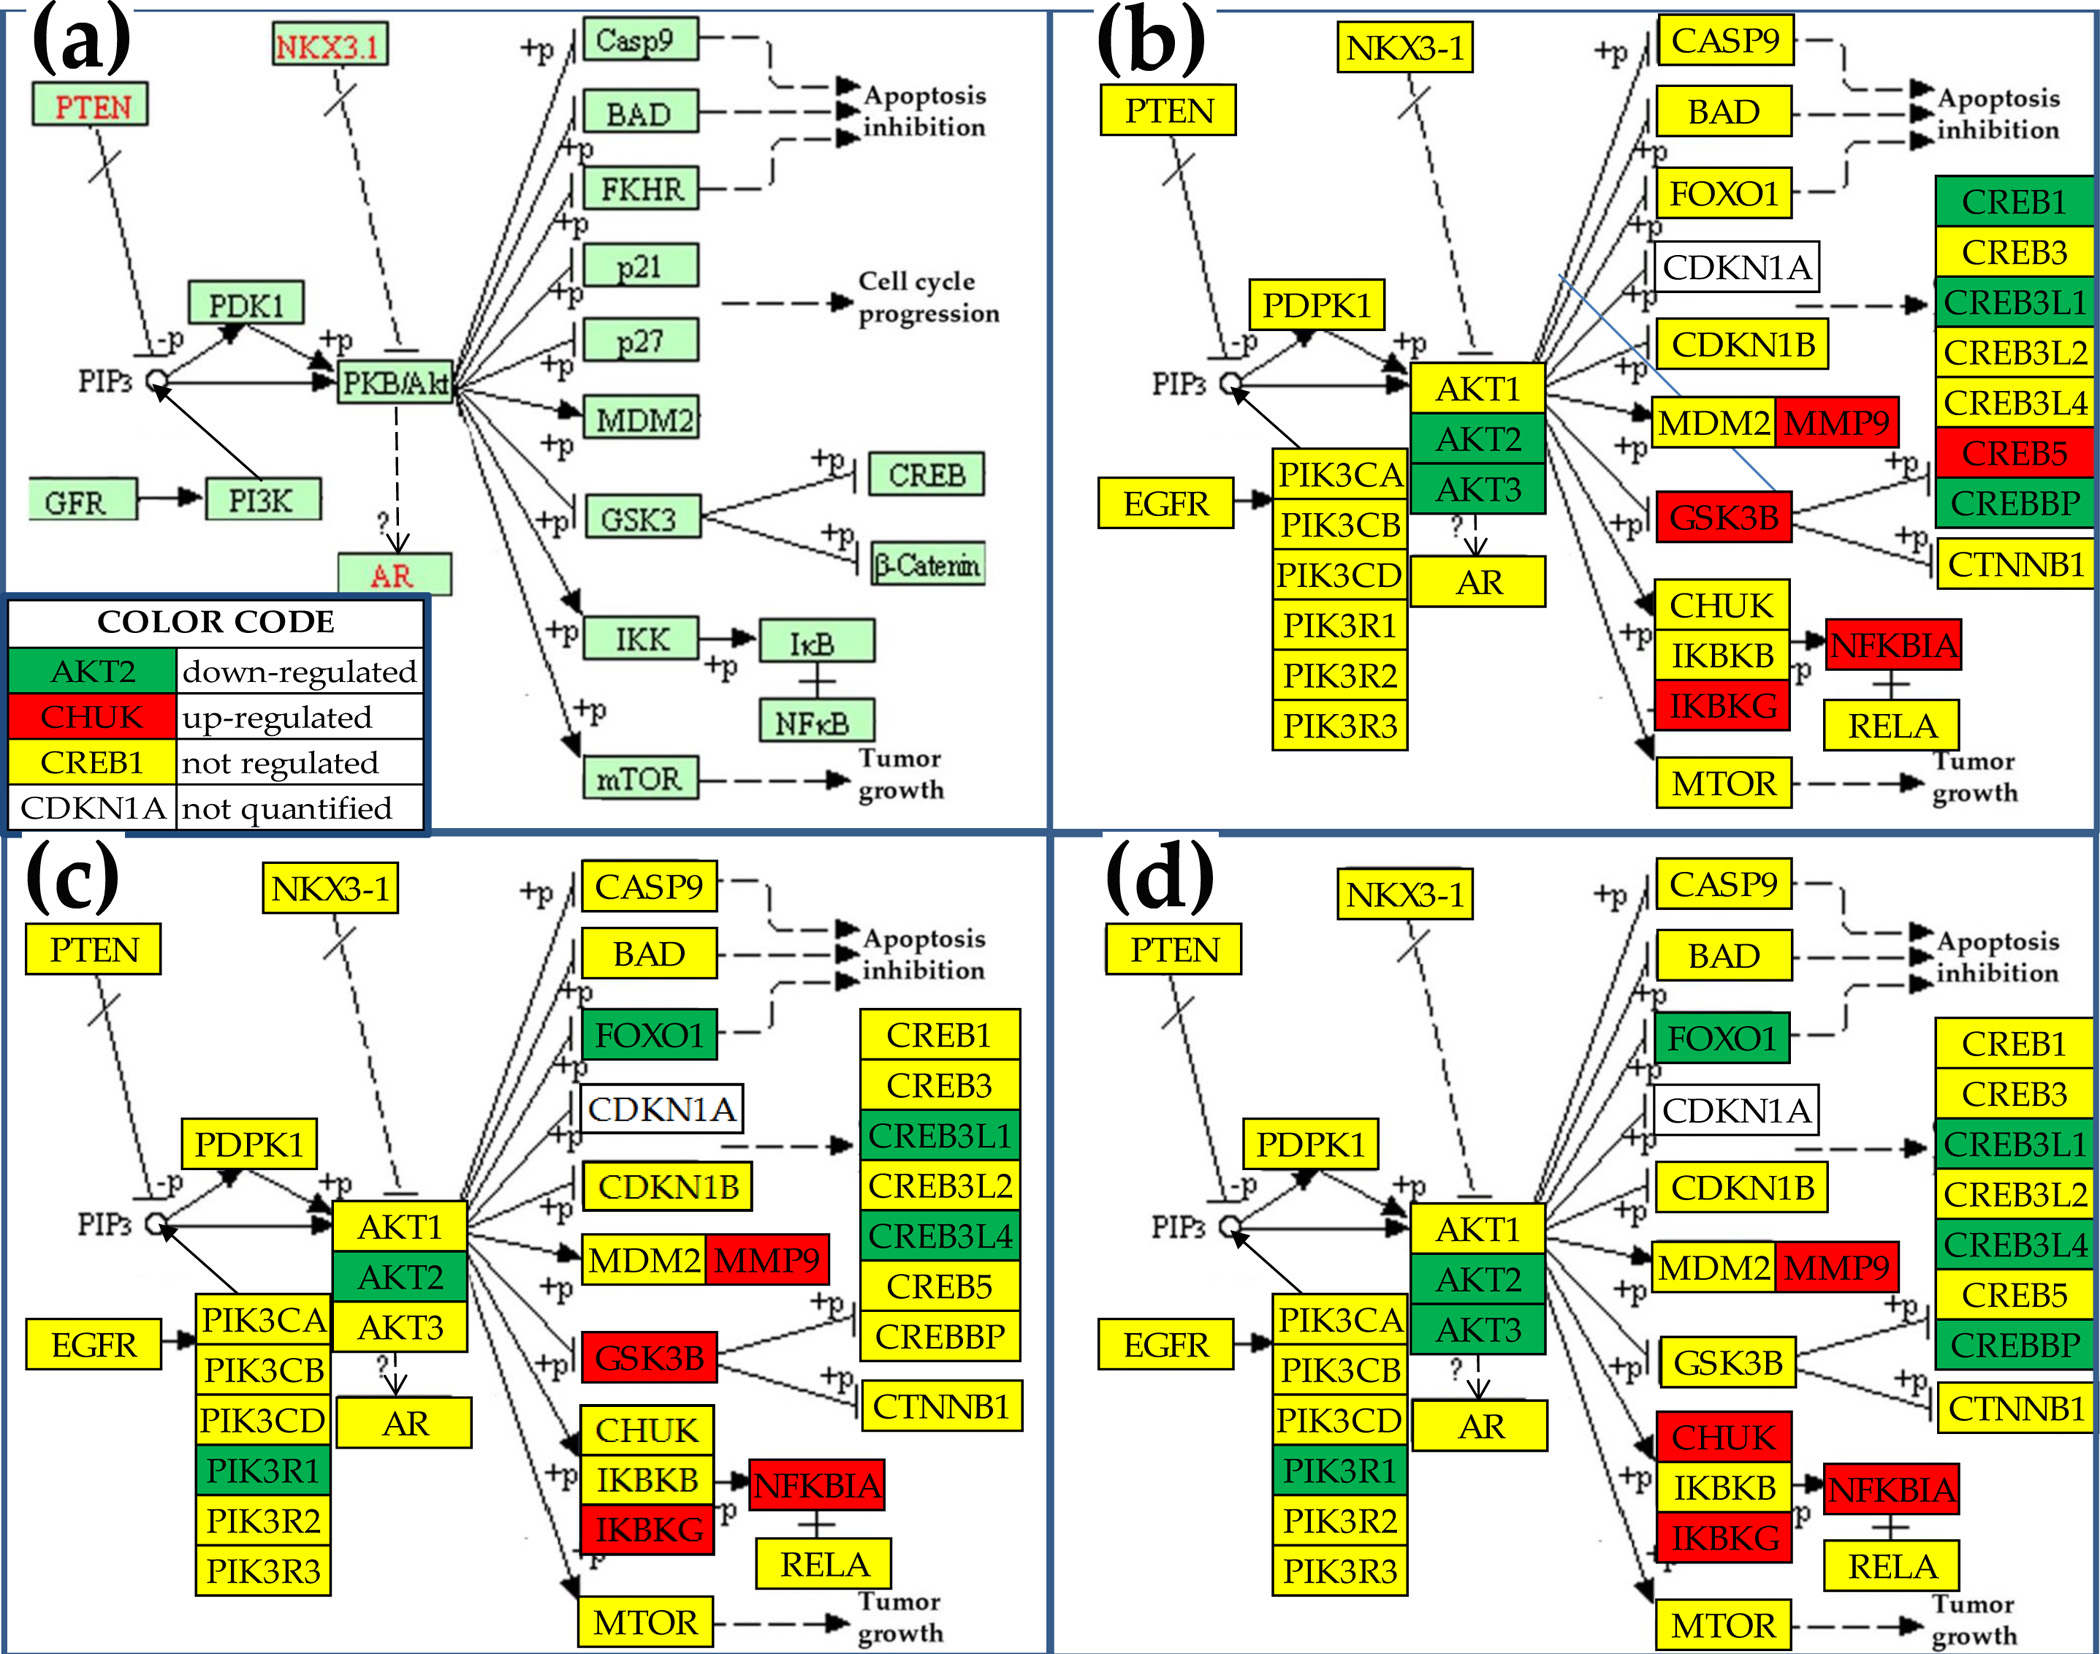 (a)
NKX3.1
PTEN
+p
Casp9
BAD
Apoptosis
inhibition
+p
FKHR
+p
p21
+p
Cell cycle
progression
PDK1
-p
+p
p27
+p
PIP3
PKB/Akt
MDM2
+p
GFR
PI3K
?
AR
GSK3
+p
+p
CREB
+p
β-Catenin
IKK
+p
+p
IκB
NFκB
+p
mTOR
Tumor
growth
COLOR CODE
AKT2 down-regulated
CHUK up-regulated
CREB1 not regulated
CDKN1A not quantified
(b)
NKX3-1
PTEN
+p
CASP9
BAD
Apoptosis
inhibition
+p
FOXO1
+p
CDKN1A
+p
CDKN1B
+p
PDPK1
-p
+p
PIP3
AKT1
AKT2
AKT3
?
AR
EGFR
PIK3CA
PIK3CB
PIK3CD
PIK3R1
PIK3R2
PIK3R3
MDM2 MMP9
+p
GSK3B
+p
+p
+p
CREB1
CREB3
CREB3L1
CREB3L2
CREB3L4
CREB5
CREBBP
CTNNB1
CHUK
IKBKB
IKBKG
+p
p
NFKBIA
RELA
MTOR
Tumor
growth
(c)
NKX3-1
PTEN
+p
CASP9
BAD
Apoptosis
inhibition
+p
FOXO1
+p
CDKN1A
+p
CDKN1B
+p
PDPK1
-p
+p
PIP3
AKT1
AKT2
AKT3
?
AR
EGFR
PIK3CA
PIK3CB
PIK3CD
PIK3R1
PIK3R2
PIK3R3
MDM2 MMP9
+p
GSK3B
+p
+p
+p
CREB1
CREB3
CREB3L1
CREB3L2
CREB3L4
CREB5
CREBBP
CTNNB1
CHUK
IKBKB
IKBKG
+p
p
NFKBIA
RELA
p
MTOR
Tumor
growth
(d)
NKX3-1
PTEN
+p
CASP9
BAD
Apoptosis
inhibition
+p
FOXO1
+p
CDKN1A
+p
CDKN1B
+p
PDPK1
-p
+p
PIP3
AKT1
AKT2
AKT3
?
AR
EGFR
PIK3CA
PIK3CB
PIK3CD
PIK3R1
PIK3R2
PIK3R3
MDM2 MMP9
+p
GSK3B
+p
+p
+p
CREB1
CREB3
CREB3L1
CREB3L2
CREB3L4
CREB5
CREBBP
CTNNB1
CHUK
IKBKB
IKBKG
+p
p
NFKBIA
RELA
MTOR
Tumor
growth